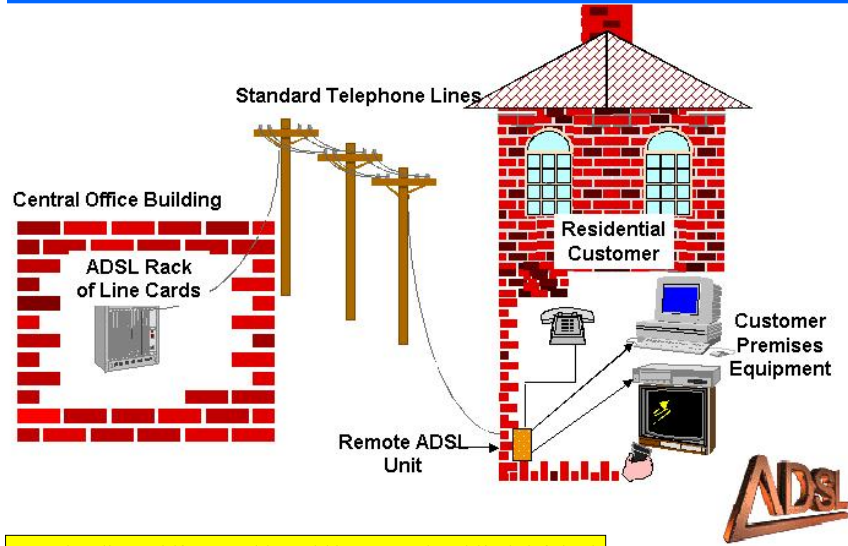 Standard Telephone Lines
Central Office Building
ADSL Rack
of Line Cards
Residential
Customer
Customer
Premises
Equipment
Remote ADSL
Unit
ADSL